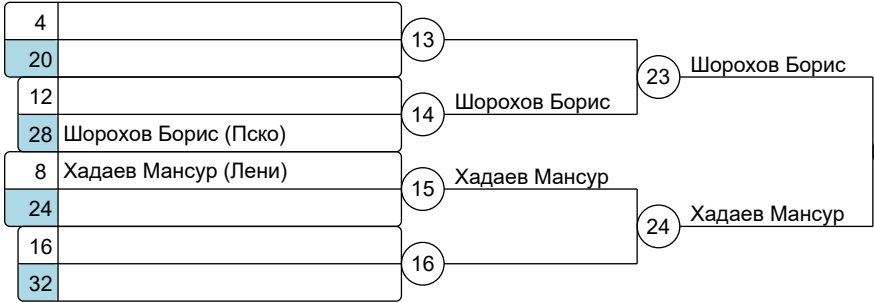 4
13
20
23 Шорохов Борис
12
14 Шорохов Борис
28 Шорохов Борис (Пско)
8 Хадаев Мансур (Лени)
15 Хадаев Мансур
24
24 Хадаев Мансур
16
16
32